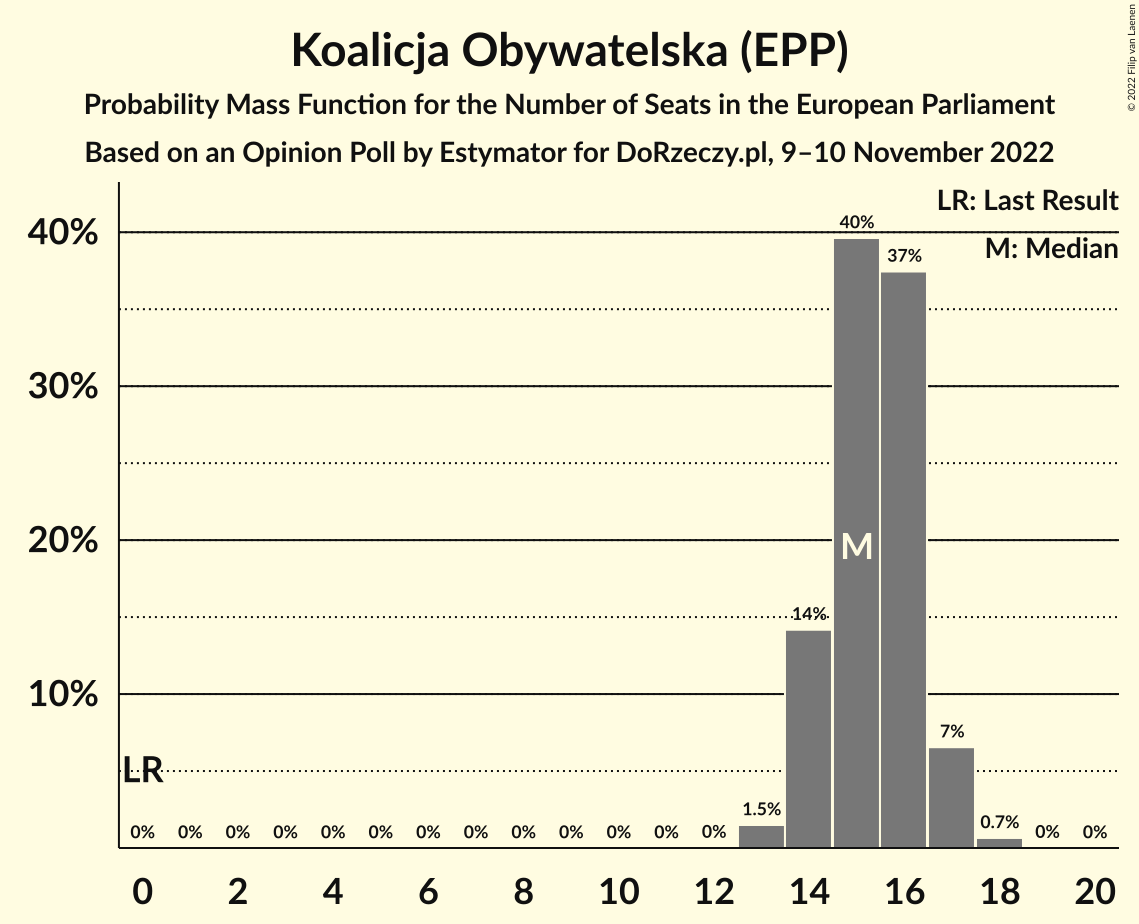 Koalicja Obywatelska (EPP)
Probability Mass Function for the Number of Seats in the European Parliament
Based on an Opinion Poll by Estymator for DoRzeczy.pl, 9–10 November 2022
© 2022 Filip van Laenen
LR: Last Result
M: Median
40%
30%
20%
10%
40%
37%
M
14%
7%
LR
1.5%
0.7%
0% 0% 0% 0% 0% 0% 0% 0% 0% 0% 0% 0% 0% 0% 0%
0 2 4 6 8 10 12 14 16 18 20